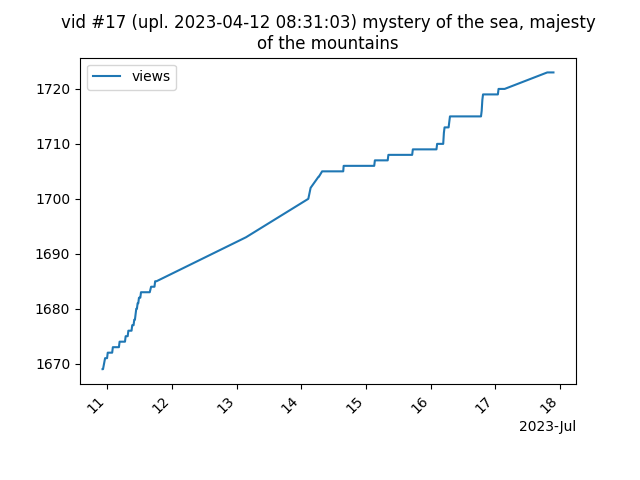 vid #17 (upl. 2023-04-12 08:31:03) mystery of the sea, majesty
of the mountains
views
1720
1710
1700
1690
1680
1670
11 12 13 14 15 16 17 18
2023-Jul